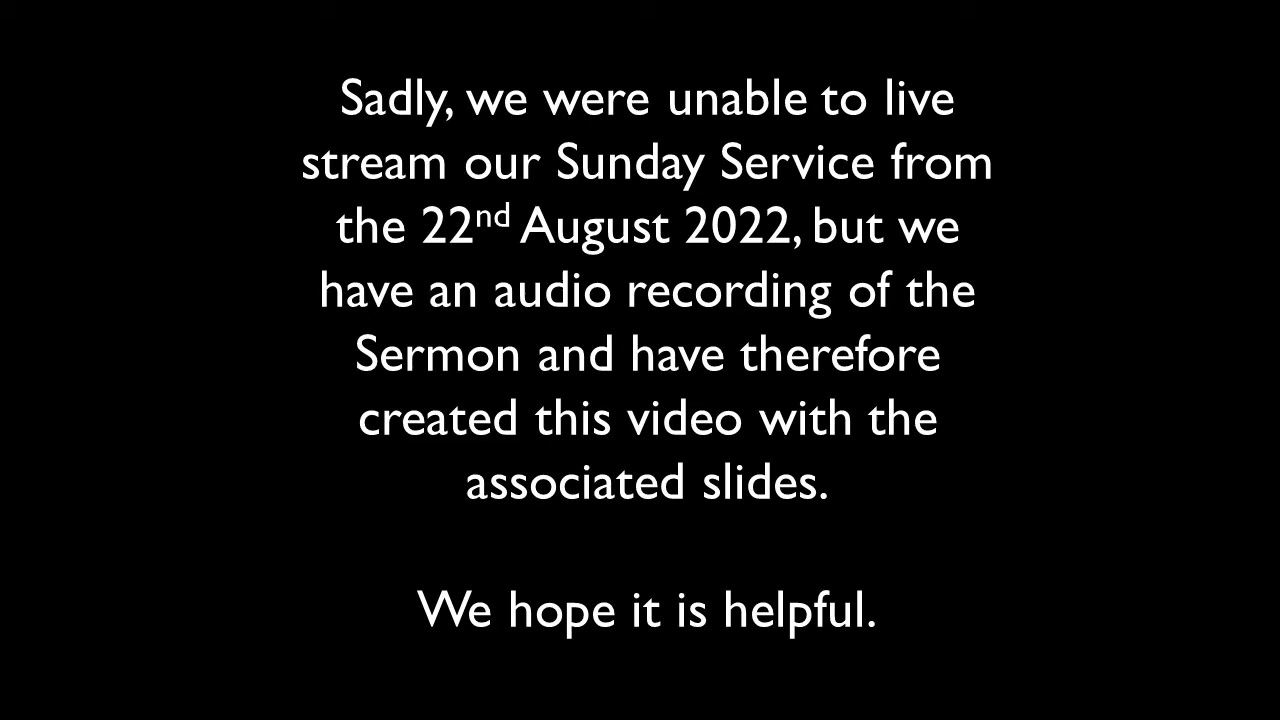 Sadly, we were unable to live
stream our Sunday Service from
the 22nd August 2022, but we
have an audio recording of the
Sermon and have therefore
created this video with the
associated slides.
We hope it is helpful.